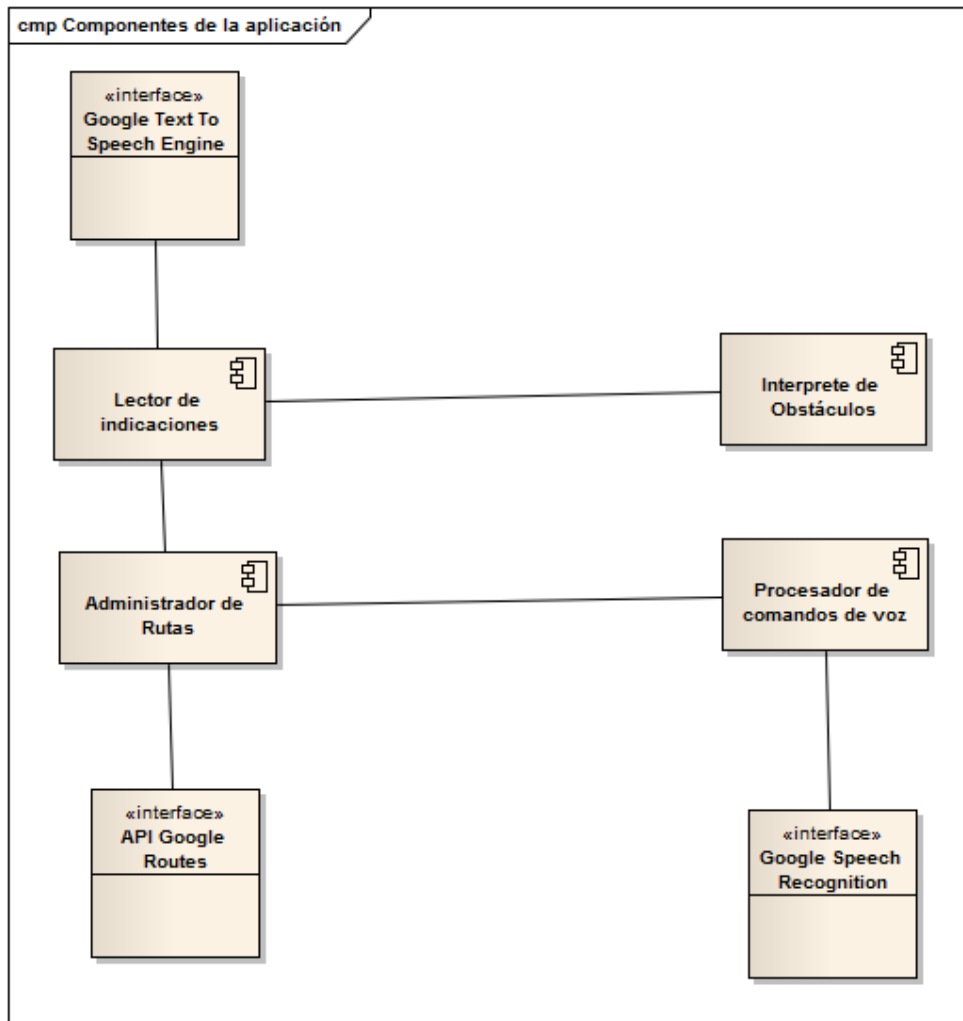 cmp Componentes de la aplicación
«interface»
Google Text To
Speech Engine
Lector de
indicaciones
Interprete de
Obstáculos
Administrador de
Rutas
Procesador de
comandos de voz
«interface»
API Google
Routes
«interface»
Google Speech
Recognition